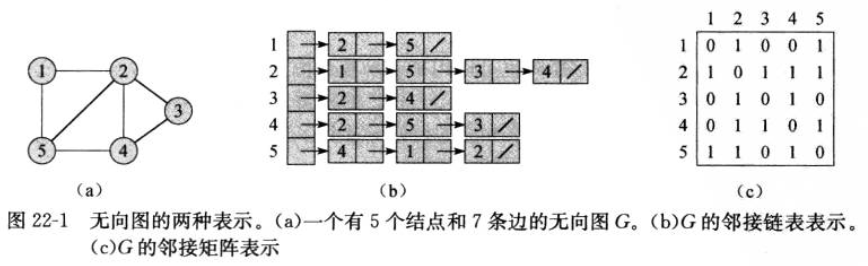 1 2 3 4 5
1 2 5 /
2 1 5 3 4 /
3 2 4 /
4 2 5 3 /
5 4 1 2 /
1 2 3 4 5
1 0 1 0 0 1
2 1 0 1 1 1
3 0 1 0 1 0
4 0 1 1 0 1
5 1 1 0 1 0
(a)
(b)
(c)
图 22-1 无向图的两种表示。(a)一个有 5 个结点和 7 条边的无向图 G。(b)G 的邻接链表表示。
(c)G 的邻接矩阵表示